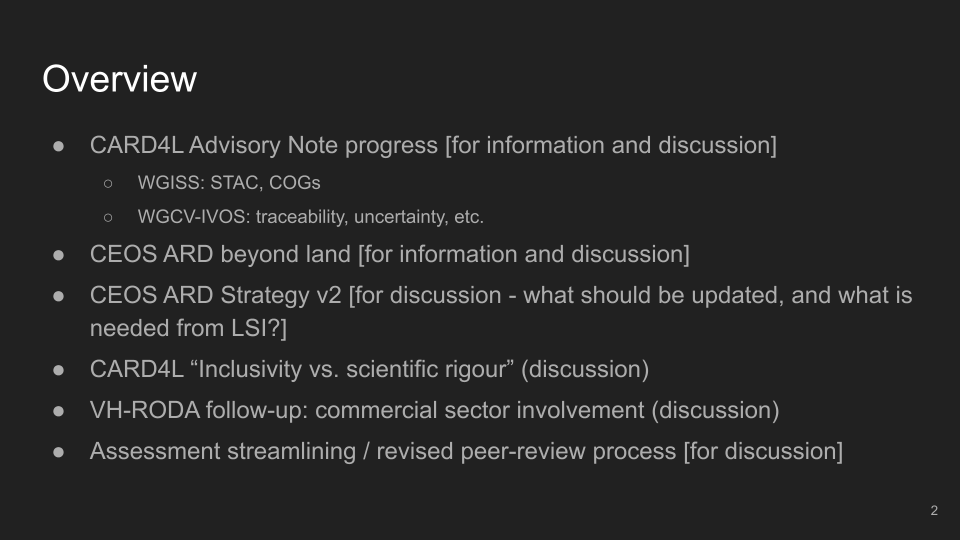 Overview
● CARD4L Advisory Note progress [for information and discussion]
○ WGISS: STAC, COGs
○ WGCV-IVOS: traceability, uncertainty, etc.
● CEOS ARD beyond land [for information and discussion]
● CEOS ARD Strategy v2 [for discussion - what should be updated, and what is
needed from LSI?]
● CARD4L “Inclusivity vs. scientific rigour” (discussion)
● VH-RODA follow-up: commercial sector involvement (discussion)
● Assessment streamlining / revised peer-review process [for discussion]
2